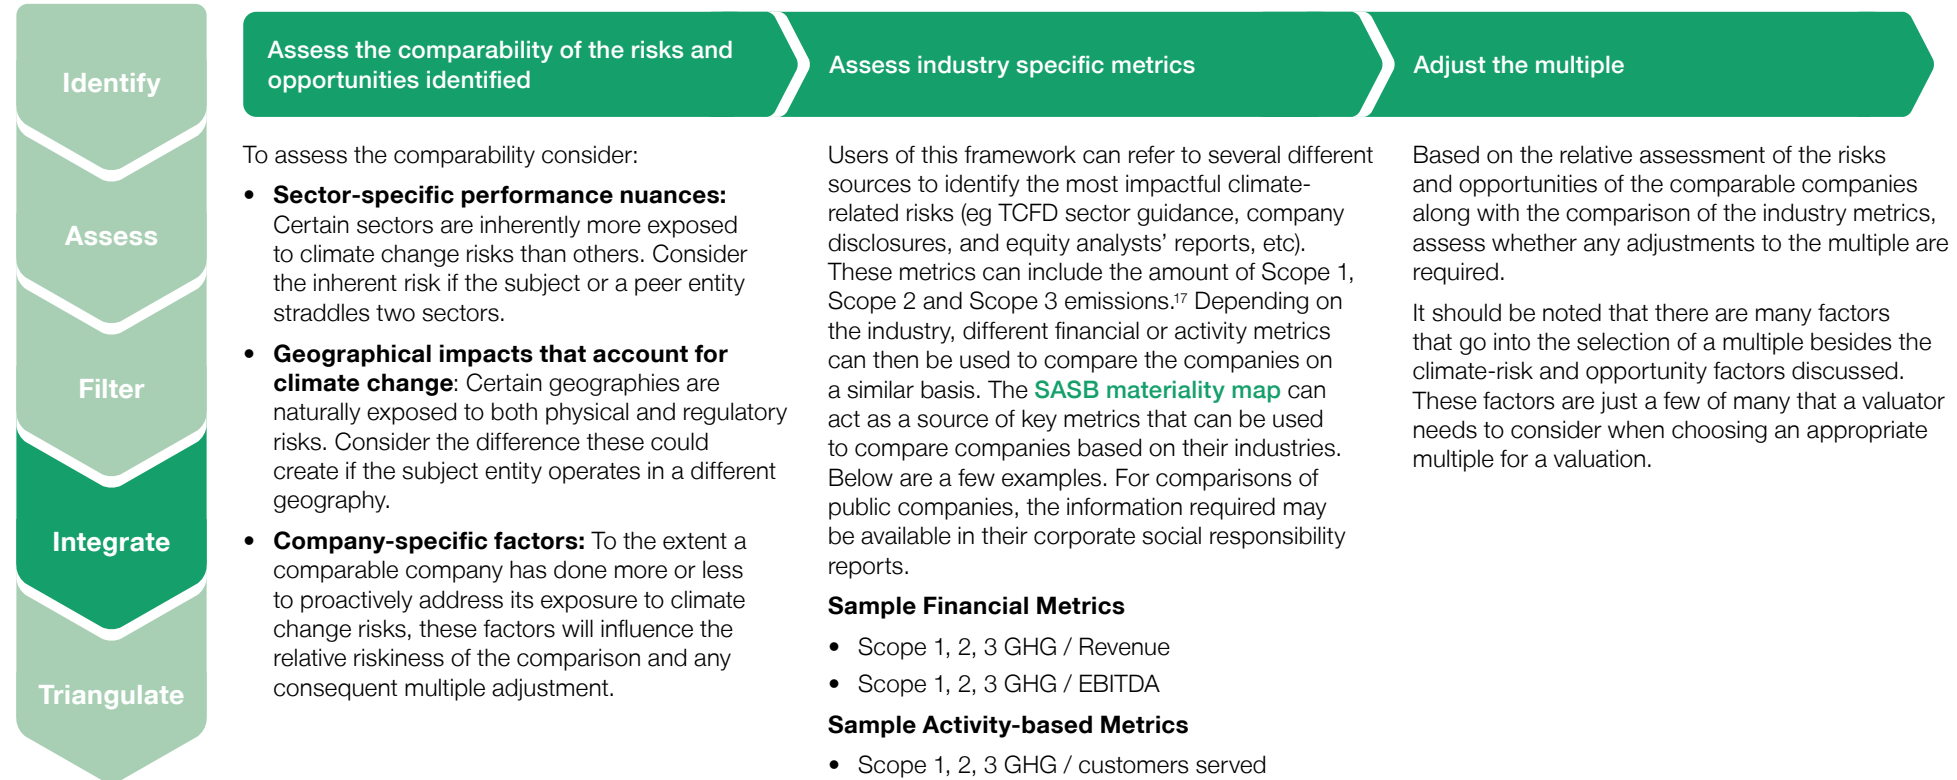 Identify
Assess
Filter
Integrate
Triangulate
Assess the comparability of the risks and
opportunities identified
To assess the comparability consider:
• Sector-specific performance nuances:
Certain sectors are inherently more exposed
to climate change risks than others. Consider
the inherent risk if the subject or a peer entity
straddles two sectors.
• Geographical impacts that account for
climate change: Certain geographies are
naturally exposed to both physical and regulatory
risks. Consider the difference these could
create if the subject entity operates in a different
geography.
• Company-specific factors: To the extent a
comparable company has done more or less
to proactively address its exposure to climate
change risks, these factors will influence the
relative riskiness of the comparison and any
consequent multiple adjustment.
Assess industry specific metrics
Users of this framework can refer to several different
sources to identify the most impactful climate-
related risks (eg TCFD sector guidance, company
disclosures, and equity analysts' reports, etc).
These metrics can include the amount of Scope 1,
Scope 2 and Scope 3 emissions.17 Depending on
the industry, different financial or activity metrics
can then be used to compare the companies on
a similar basis. The SASB materiality map can
act as a source of key metrics that can be used
to compare companies based on their industries.
Below are a few examples. For comparisons of
public companies, the information required may
be available in their corporate social responsibility
reports.
Sample Financial Metrics
• Scope 1, 2, 3 GHG / Revenue
• Scope 1, 2, 3 GHG / EBITDA
Sample Activity-based Metrics
• Scope 1, 2, 3 GHG / customers served
Adjust the multiple
Based on the relative assessment of the risks
and opportunities of the comparable companies
along with the comparison of the industry metrics,
assess whether any adjustments to the multiple are
required.
It should be noted that there are many factors
that go into the selection of a multiple besides the
climate-risk and opportunity factors discussed.
These factors are just a few of many that a valuator
needs to consider when choosing an appropriate
multiple for a valuation.